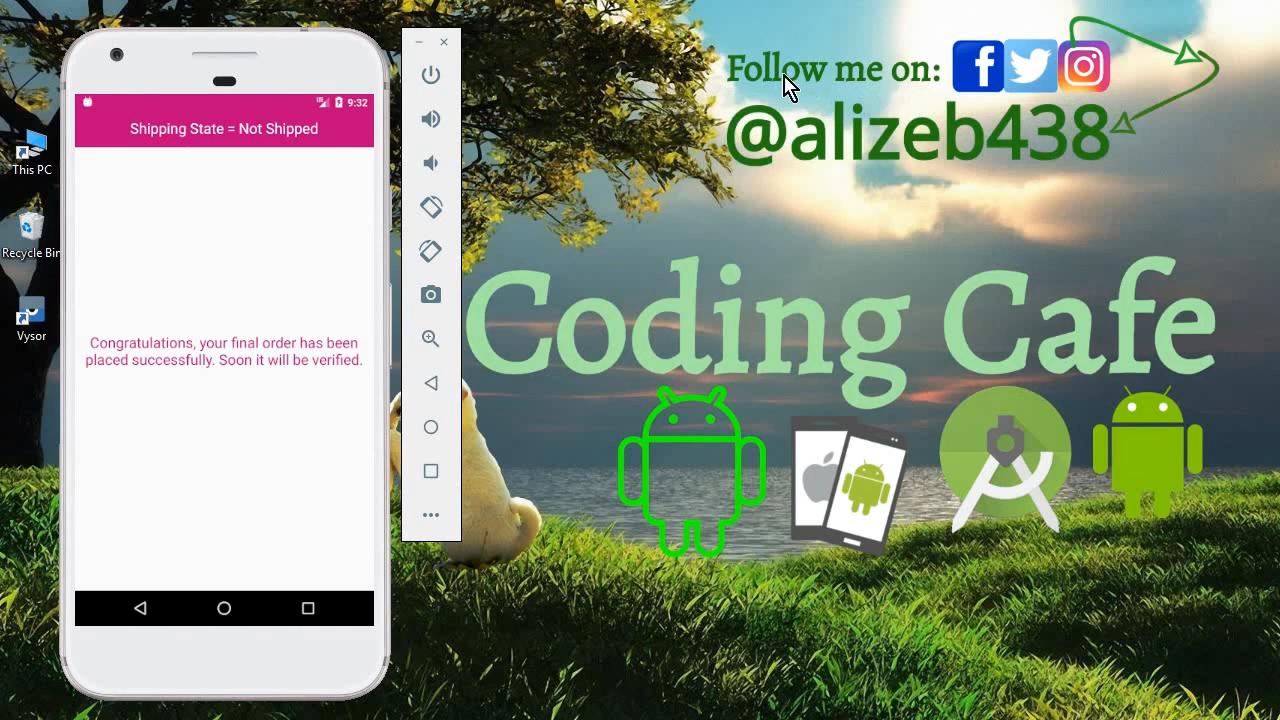 9:32
Shipping State = Not Shipped
Congratulations, your final order has been
placed successfully. Soon it will be verified.
This PC
Recycle Bin
Vysor
Follow me on:
@alizeb438
Coding Cafe